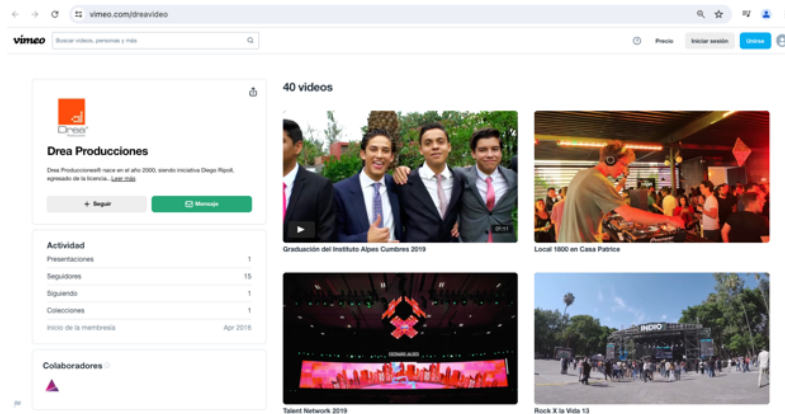 vimeo.com/dreavideo
vimeo
Buscar videos, personas y más
Precio
Iniciar sesión
Unirse
Drea
Drea Producciones
Drea Producciones® nace en el año 2000, siendo iniciativa Diego Ripoll,
egresado de la licencia... Leer más
+ Seguir
Mensaje
Actividad
Presentaciones 1
Seguidores 15
Siguiendo 1
Colecciones 1
Inicio de la membresía Apr 2016
Colaboradores
40 videos
01:11
Graduación del Instituto Alpes Cumbres 2019
Local 1800 en Casa Patrice
INDIO
Talent Network 2019
Rock X la Vida 13